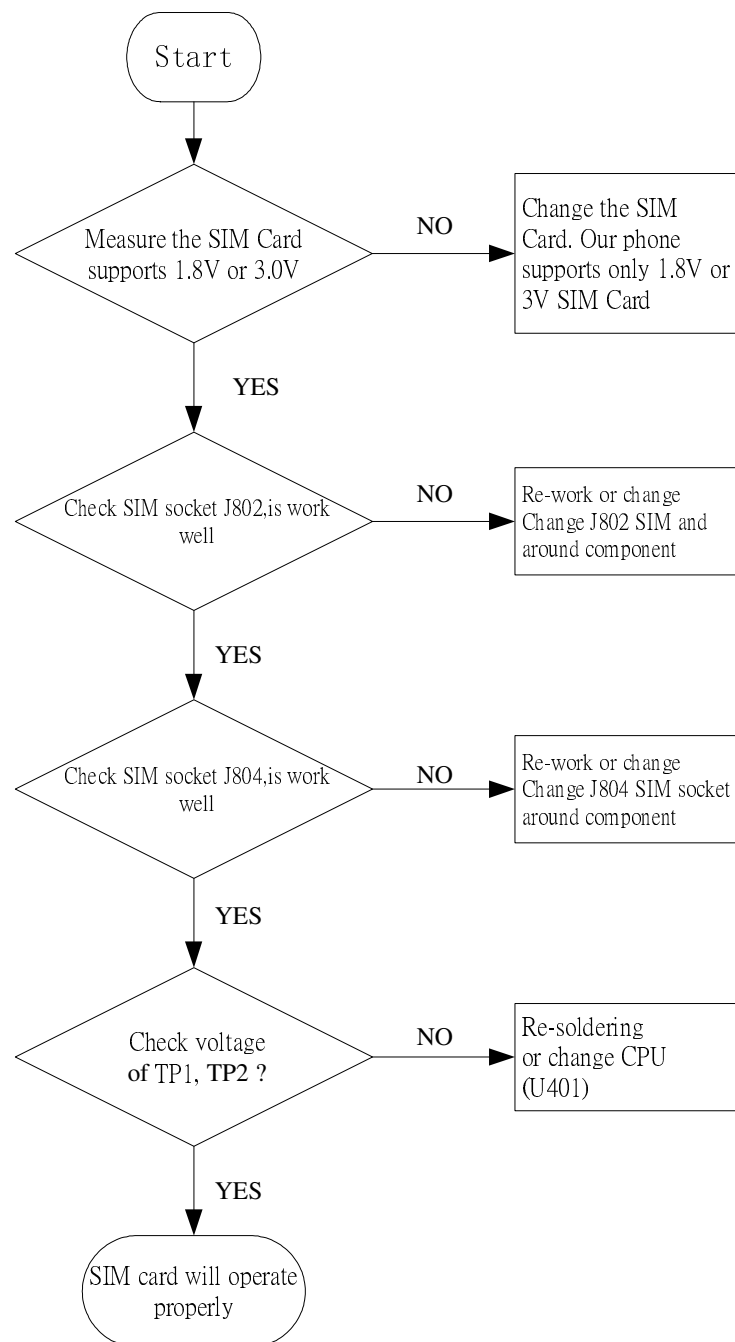 Start
Measure the SIM Card
supports 1.8V or 3.0V
NO
Change the SIM
Card. Our phone
supports only 1.8V or
3V SIM Card
YES
Check SIM socket J802,is work
well
NO
Re-work or change
Change J802 SIM and
around component
YES
Check SIM socket J804,is work
well
NO
Re-work or change
Change J804 SIM socket
around component
YES
Check voltage
of TP1, TP2 ?
NO
Re-soldering
or change CPU
(U401)
YES
SIM card will operate
properly